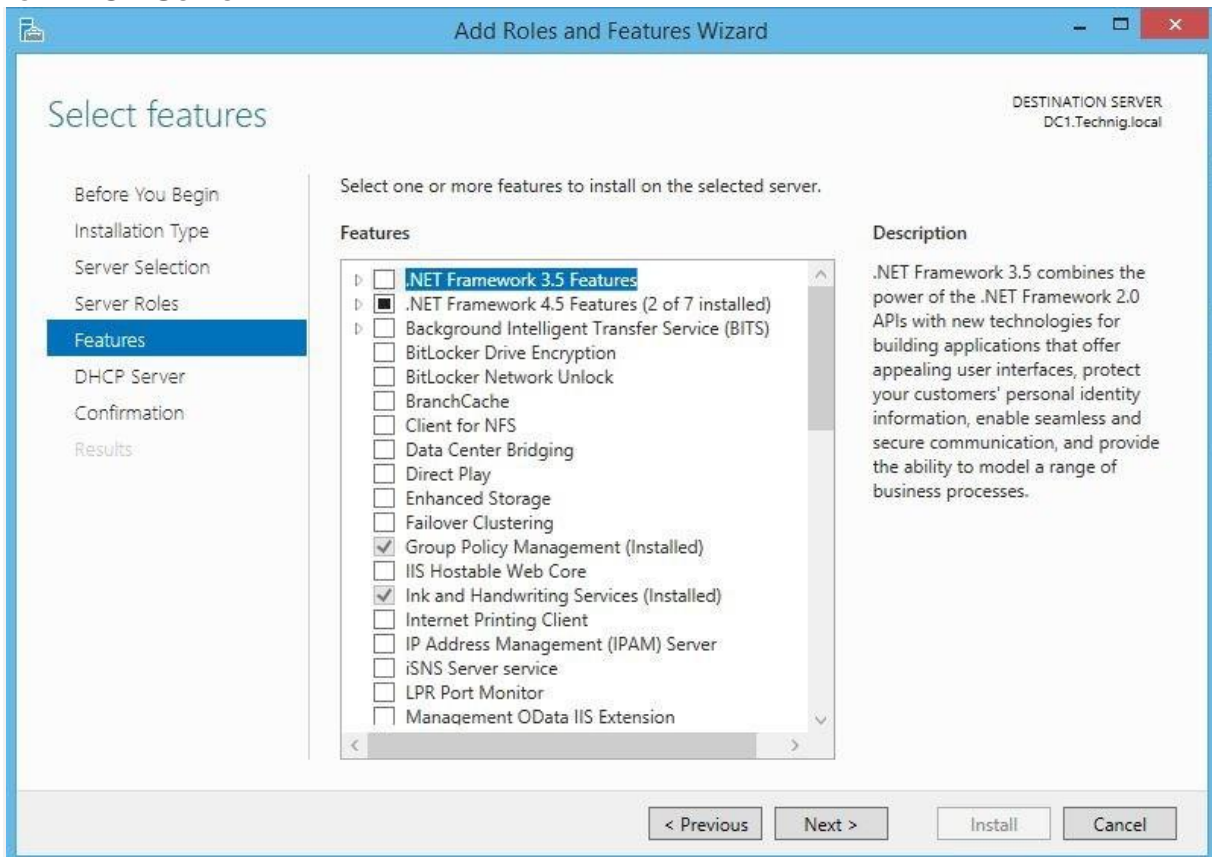 Add Roles and Features Wizard
Select features
DESTINATION SERVER
DC1.Technig.local
Before You Begin
Installation Type
Server Selection
Server Roles
Features
DHCP Server
Confirmation
Results
Select one or more features to install on the selected server.
Features
.NET Framework 3.5 Features
.NET Framework 4.5 Features (2 of 7 installed)
Background Intelligent Transfer Service (BITS)
BitLocker Drive Encryption
BitLocker Network Unlock
BranchCache
Client for NFS
Data Center Bridging
Direct Play
Enhanced Storage
Failover Clustering
Group Policy Management (Installed)
IIS Hostable Web Core
Ink and Handwriting Services (Installed)
Internet Printing Client
IP Address Management (IPAM) Server
iSNS Server service
LPR Port Monitor
Management OData IIS Extension
Description
.NET Framework 3.5 combines the
power of the .NET Framework 2.0
APIs with new technologies for
building applications that offer
appealing user interfaces, protect
your customers' personal identity
information, enable seamless and
secure communication, and provide
the ability to model a range of
business processes.
< Previous
Next >
Install
Cancel